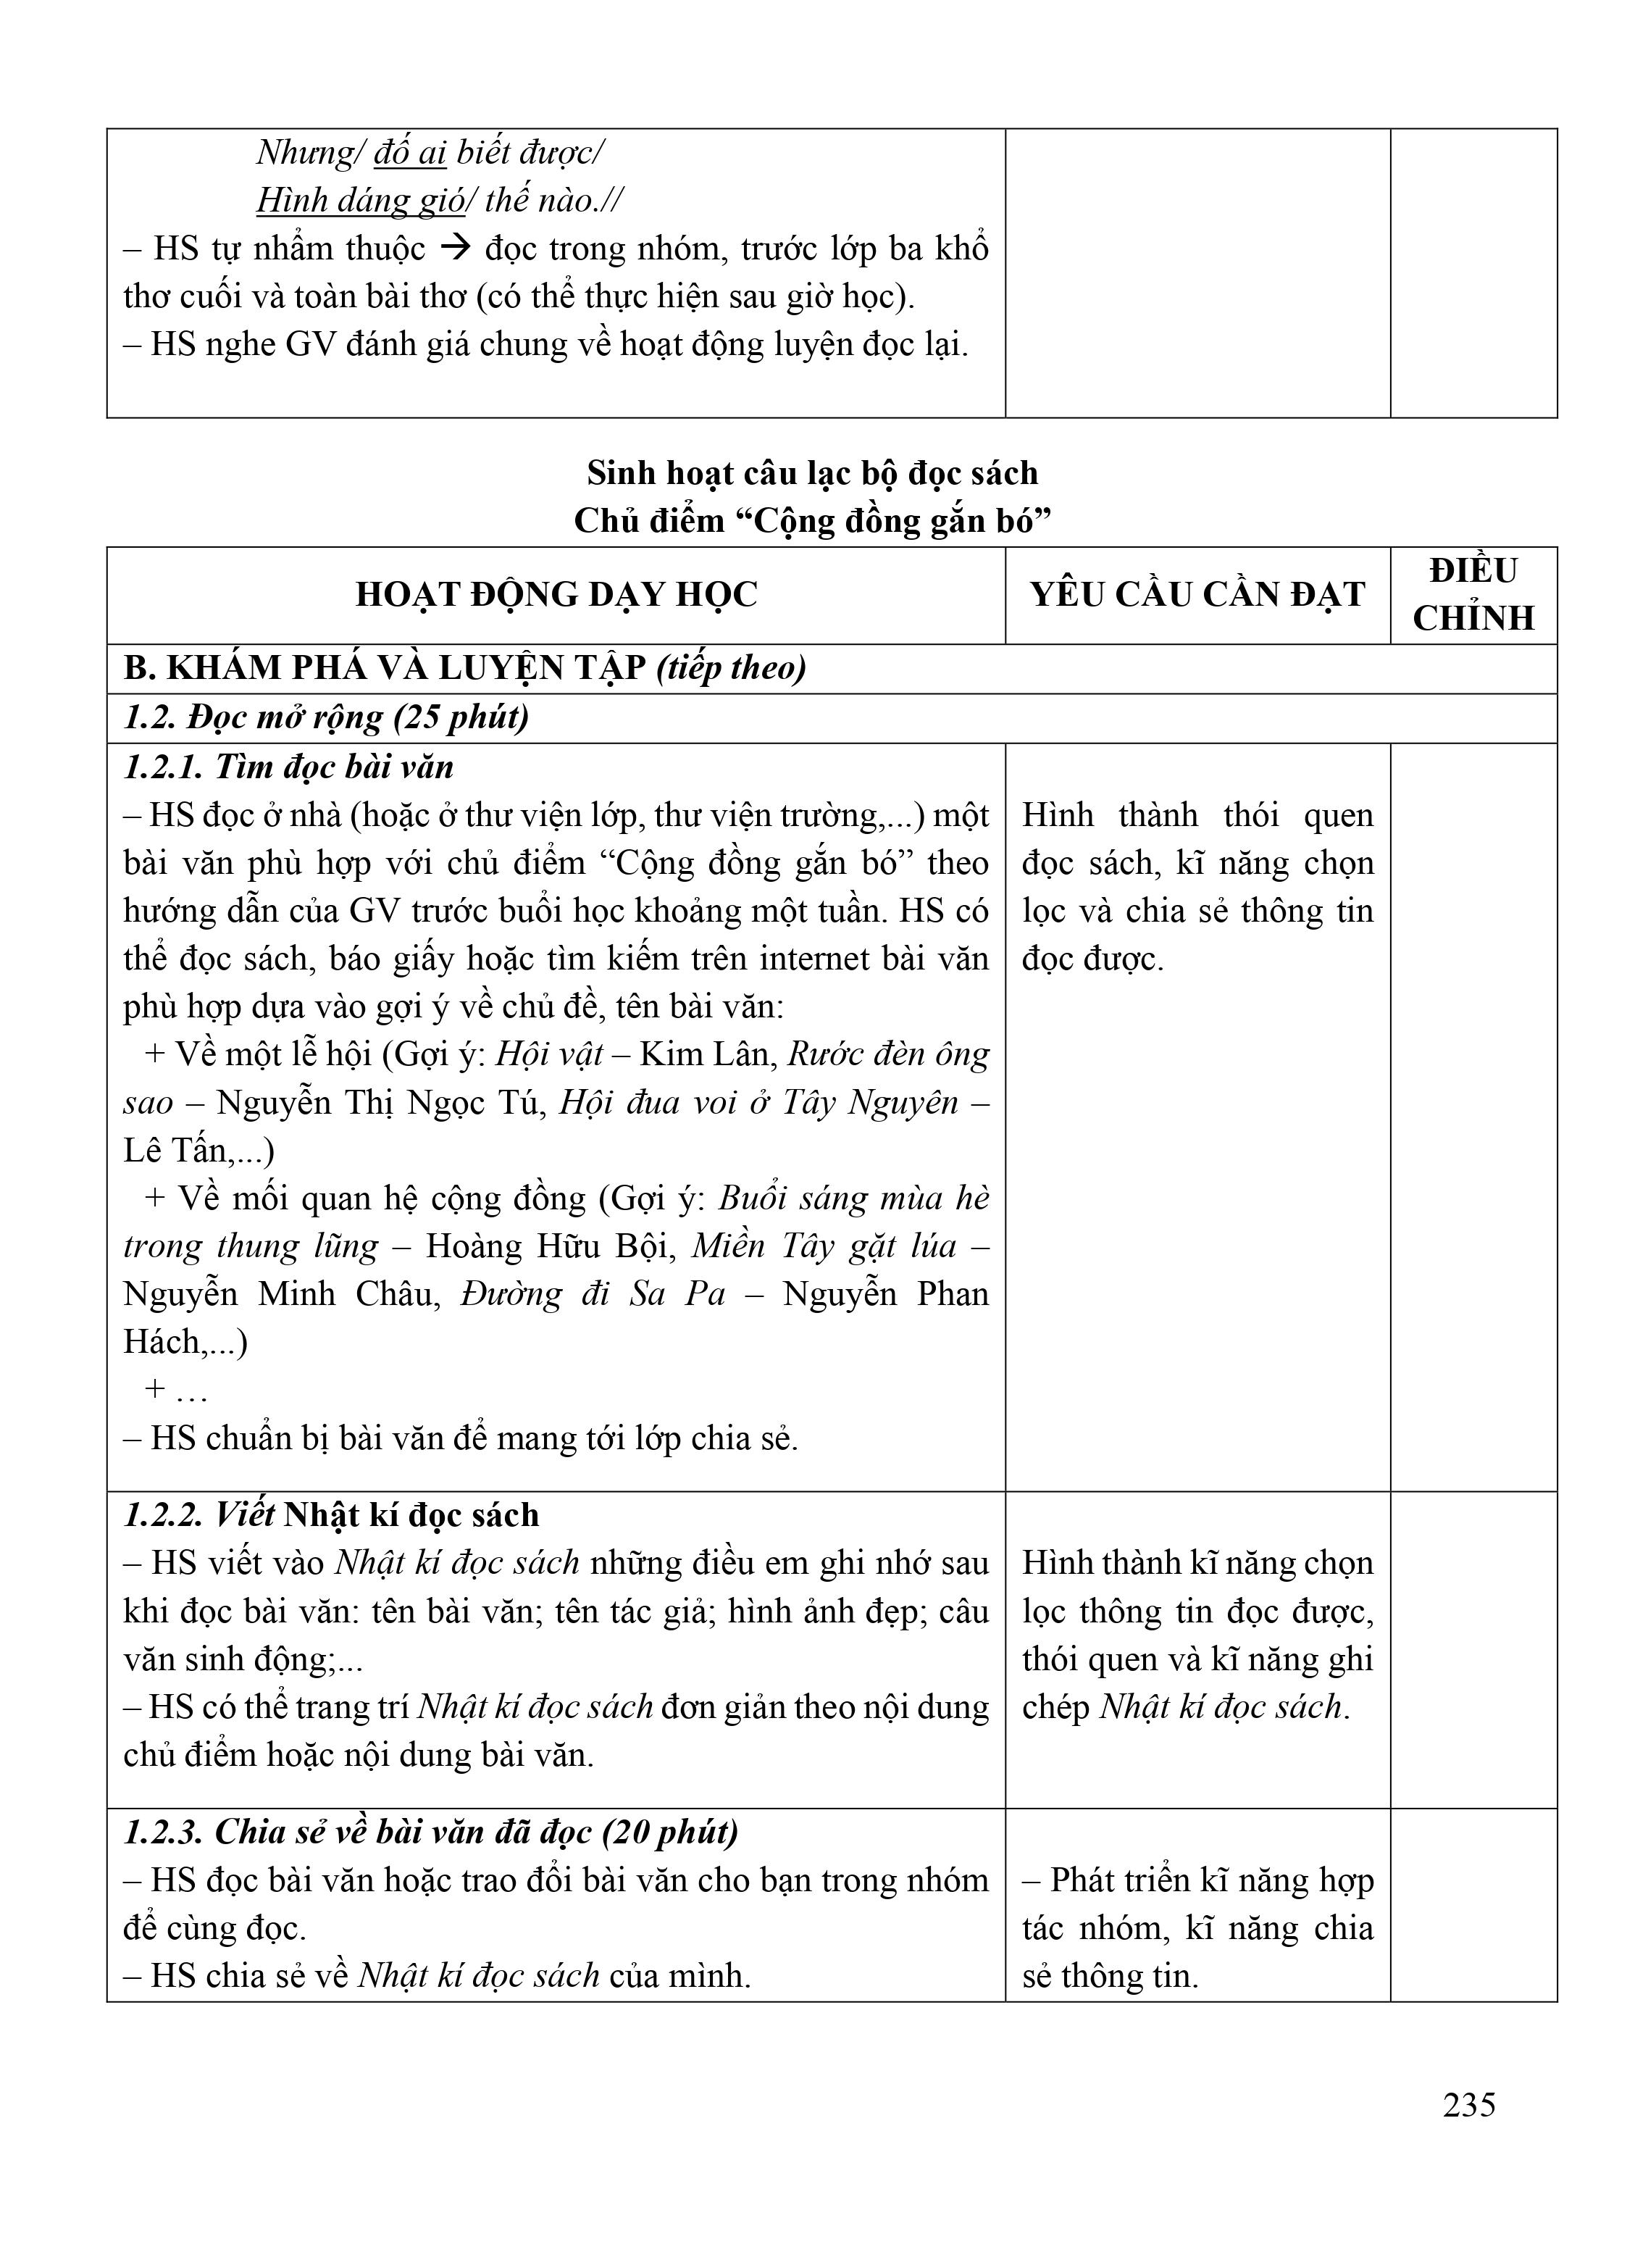 Nhưng/ đố ai biết được/
Hình dáng gió/ thế nào.//
– HS tự nhẩm thuộc → đọc trong nhóm, trước lớp ba khổ
thơ cuối và toàn bài thơ (có thể thực hiện sau giờ học).
– HS nghe GV đánh giá chung về hoạt động luyện đọc lại.
Sinh hoạt câu lạc bộ đọc sách
Chủ điểm “Cộng đồng gắn bó”
HOẠT ĐỘNG DẠY HỌC
YÊU CẦU CẦN ĐẠT
ĐIỀU
CHỈNH
B. KHÁM PHÁ VÀ LUYỆN TẬP (tiếp theo)
1.2. Đọc mở rộng (25 phút)
1.2.1. Tìm đọc bài văn
– HS đọc ở nhà (hoặc ở thư viện lớp, thư viện trường,...) một
bài văn phù hợp với chủ điểm “Cộng đồng gắn bó” theo
hướng dẫn của GV trước buổi học khoảng một tuần. HS có
thể đọc sách, báo giấy hoặc tìm kiếm trên internet bài văn
phù hợp dựa vào gợi ý về chủ đề, tên bài văn:
+ Về một lễ hội (Gợi ý: Hội vật – Kim Lân, Rước đèn ông
sao – Nguyễn Thị Ngọc Tú, Hội đua voi ở Tây Nguyên –
Lê Tấn,...)
+ Về mối quan hệ cộng đồng (Gợi ý: Buổi sáng mùa hè
trong thung lũng – Hoàng Hữu Bội, Miền Tây gặt lúa –
Nguyễn Minh Châu, Đường đi Sa Pa – Nguyễn Phan
Hách,...)
+ …
– HS chuẩn bị bài văn để mang tới lớp chia sẻ.
Hình thành thói quen
đọc sách, kĩ năng chọn
lọc và chia sẻ thông tin
đọc được.
1.2.2. Viết Nhật kí đọc sách
– HS viết vào Nhật kí đọc sách những điều em ghi nhớ sau
khi đọc bài văn: tên bài văn; tên tác giả; hình ảnh đẹp; câu
văn sinh động;...
– HS có thể trang trí Nhật kí đọc sách đơn giản theo nội dung
chủ điểm hoặc nội dung bài văn.
Hình thành kĩ năng chọn
lọc thông tin đọc được,
thói quen và kĩ năng ghi
chép Nhật kí đọc sách.
1.2.3. Chia sẻ về bài văn đã đọc (20 phút)
– HS đọc bài văn hoặc trao đổi bài văn cho bạn trong nhóm
để cùng đọc.
– HS chia sẻ về Nhật kí đọc sách của mình.
– Phát triển kĩ năng hợp
tác nhóm, kĩ năng chia
sẻ thông tin.
235